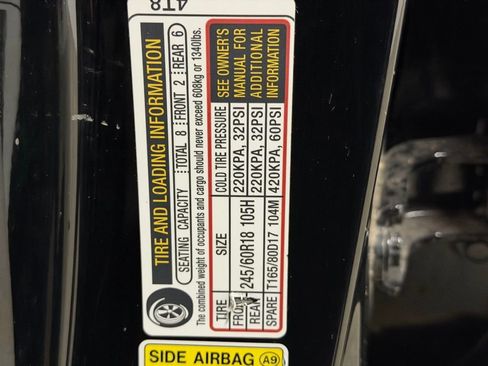 4T8
TIRE AND LOADING INFORMATION
SEATING CAPACITY TOTAL 8 FRONT 2 REAR 6
The combined weight of occupants and cargo should never exceed 608kg or 1340lbs.
TIRE SIZE COLD TIRE PRESSURE
FRONT 245/60R18 105H 220KPA, 32PSI
REAR 220KPA, 32PSI
SPARE T165/80D17 104M 420KPA, 60PSI
SEE OWNER'S
MANUAL FOR
ADDITIONAL
INFORMATION
SIDE AIRBAG A9